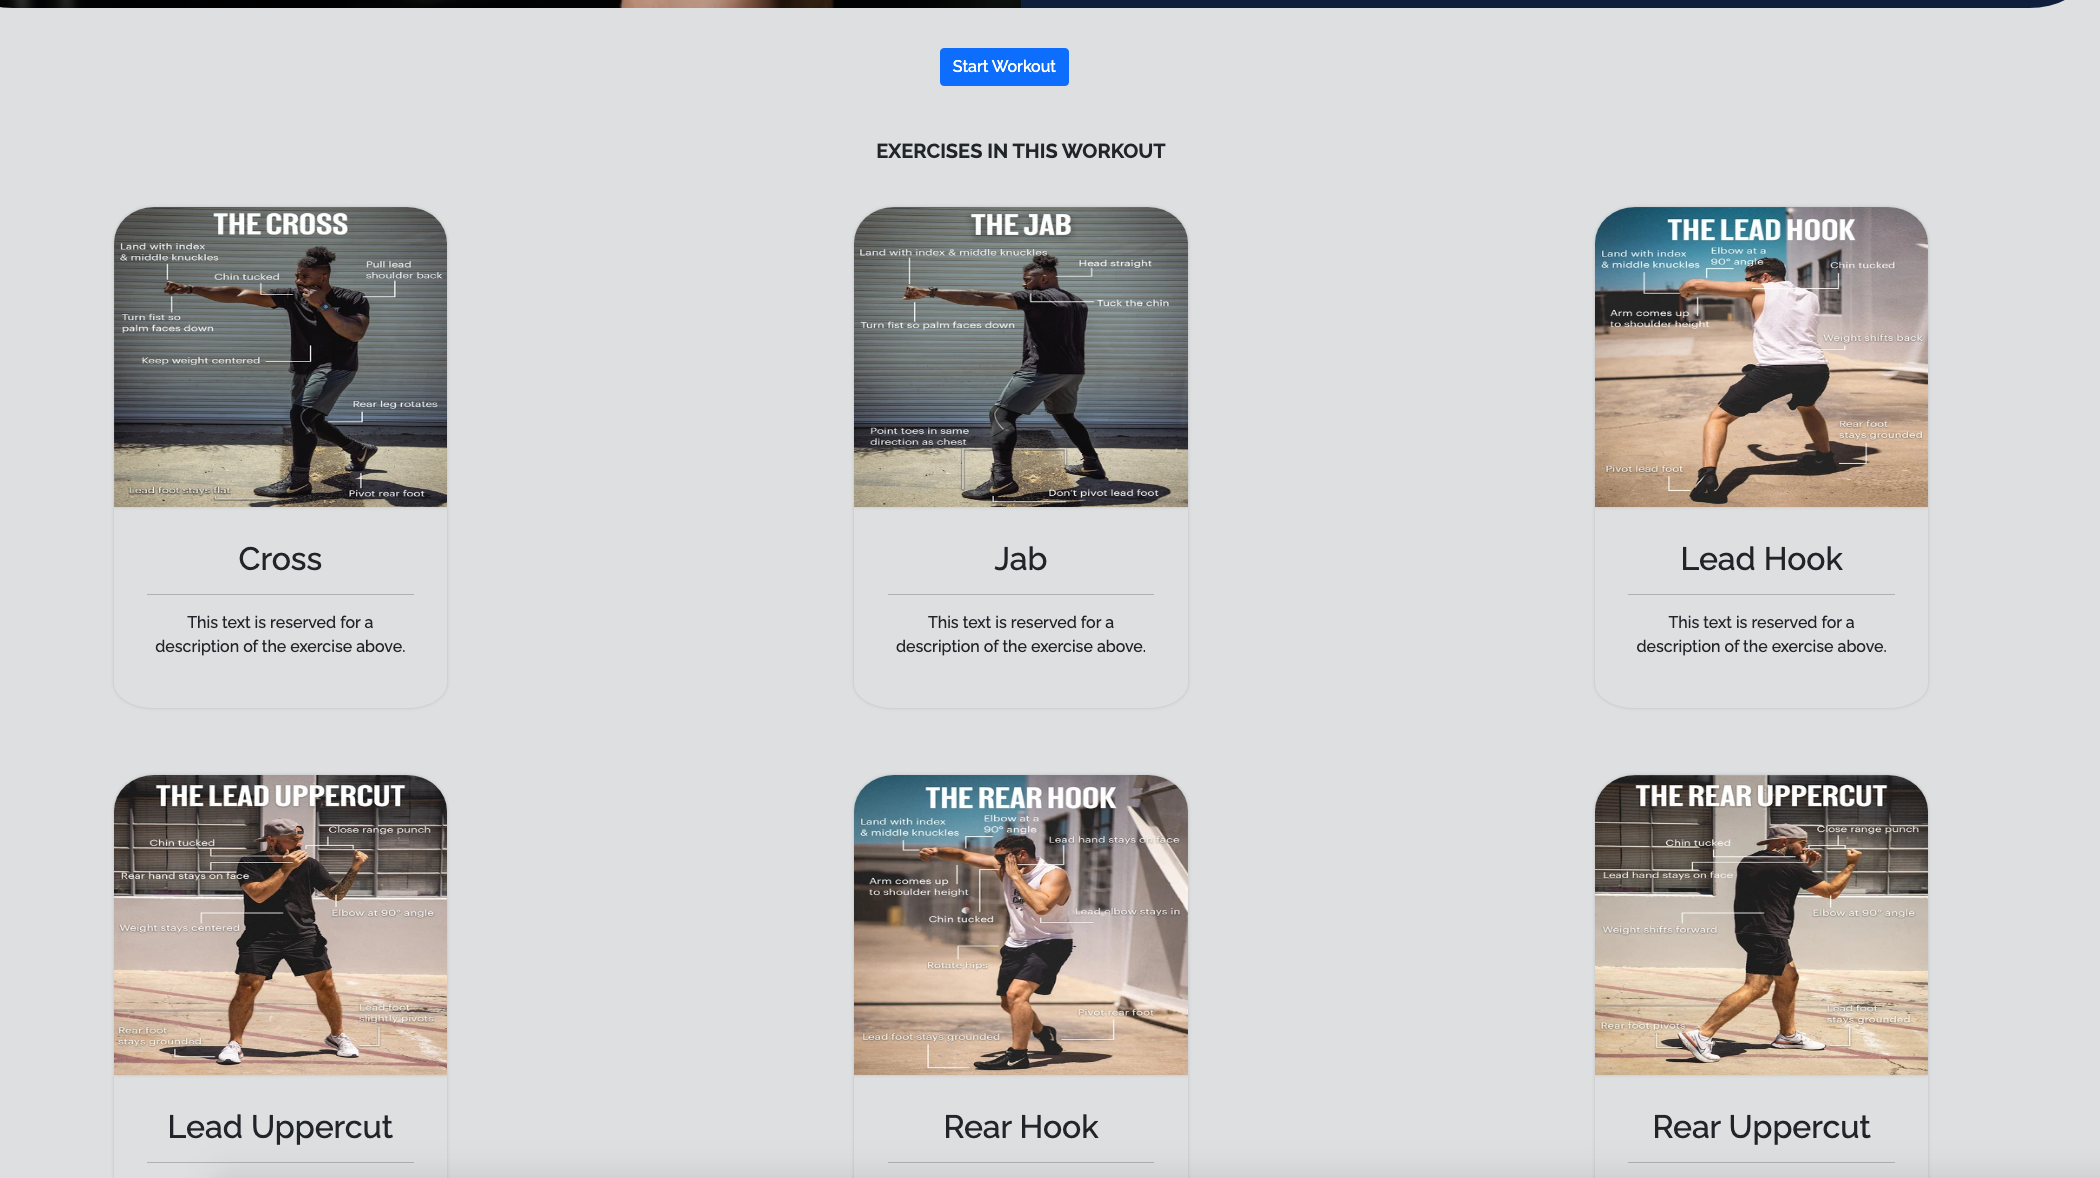 Start Workout
EXERCISES IN THIS WORKOUT
THE CROSS
Land with index
& middle knuckles
Chin tucked
Pull lead
shoulder back
Turn fist so
palm faces down
Keep weight centered
Rear leg rotates
Lead foot stays flat
Pivot rear foot
Cross
This text is reserved for a
description of the exercise above.
THE JAB
Land with index & middle knuckles
Head straight
Tuck the chin
Turn fist so palm faces down
Point toes in same
direction as chest
Don't pivot lead foot
Jab
This text is reserved for a
description of the exercise above.
THE LEAD HOOK
Land with index
& middle knuckles
Elbow at a
90° angle
Chin tucked
Arm comes up
to shoulder height
Weight shifts back
Rear foot
stays grounded
Pivot lead foot
Lead Hook
This text is reserved for a
description of the exercise above.
THE LEAD UPPERCUT
Close range punch
Chin tucked
Rear hand stays on face
Elbow at 90° angle
Weight stays centered
Lead foot
slightly pivots
Rear foot
stays grounded
Lead Uppercut
THE REAR HOOK
Land with index
& middle knuckles
Elbow at a
90° angle
Lead hand stays on face
Arm comes up
to shoulder height
Chin tucked
Lead elbow stays in
Rotate hips
Pivot rear foot
Lead foot stays grounded
Rear Hook
THE REAR UPPERCUT
Close range punch
Chin tucked
Lead hand stays on face
Elbow at 90° angle
Weight shifts forward
Lead foot
stays grounded
Rear foot pivots
Rear Uppercut